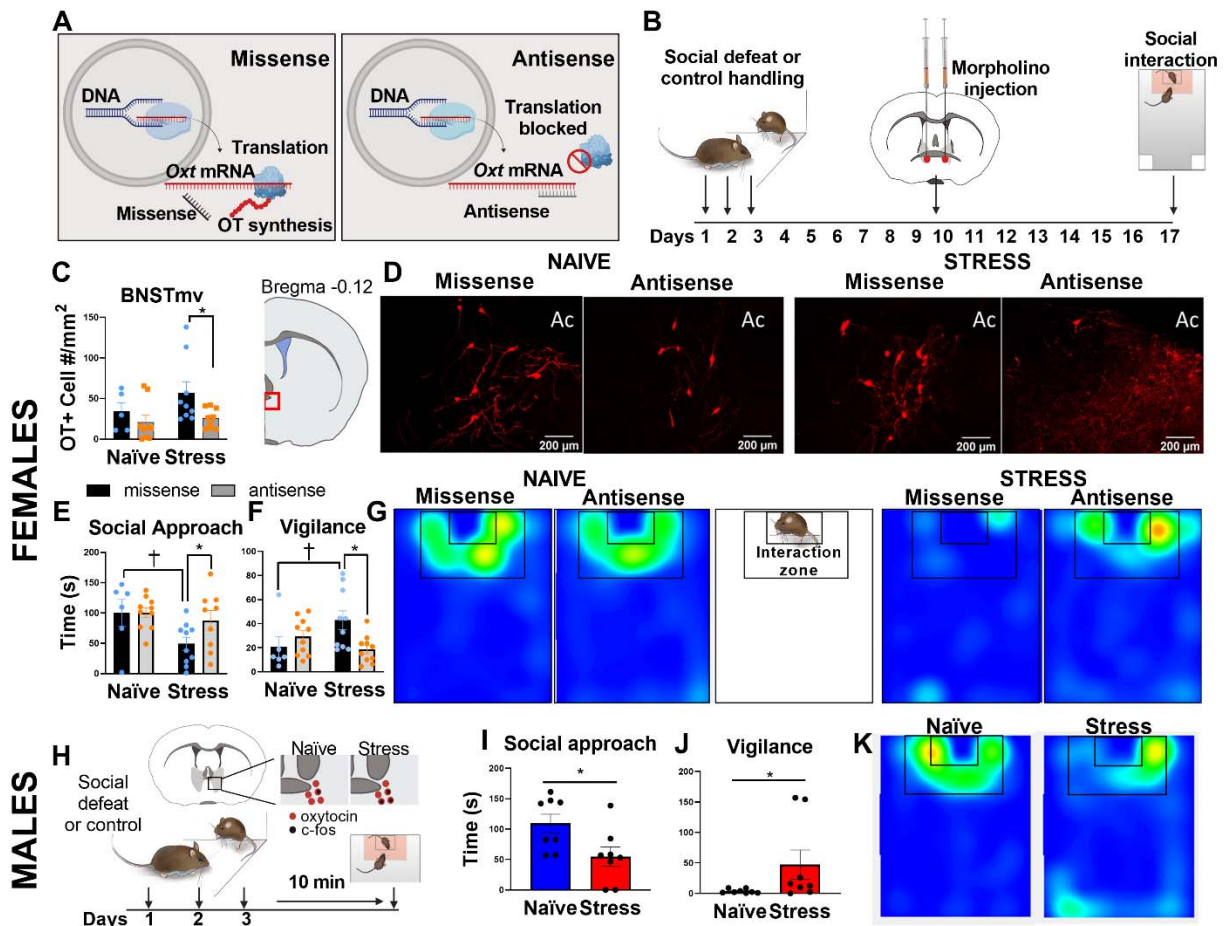 A
Missense
DNA
Translation
Oxt mRNA
Missense
OT synthesis
Antisense
DNA
Translation
blocked
Oxt mRNA
Antisense
B
Social defeat or
control handling
Morpholino
injection
Social
interaction
Days 1 2 3 4 5 6 7 8 9 10 11 12 13 14 15 16 17
FEMALES
C
BNSTmv
OT+ Cell #/mm2
150
100
50
0
*
Naïve Stress
Bregma -0.12
D
NAIVE
Missense Antisense
STRESS
Missense Antisense
Ac
Ac
Ac
Ac
200 µm
200 µm
200 µm
200 µm
missense antisense
E
Social Approach
Time (s)
200
150
100
50
0
† *
Naïve Stress
F
Vigilance
100
80
60
40
20
0
† *
Naïve Stress
G
NAIVE
Missense Antisense
Interaction
zone
STRESS
Missense Antisense
MALES
H
Social
defeat
or control
Naïve Stress
oxytocin
c-fos
10 min
Days 1 2 3
I
Social approach
Time (s)
200
150
100
50
0
*
Naïve Stress
J
Vigilance
200
150
100
50
0
*
Naïve Stress
K
Naïve Stress